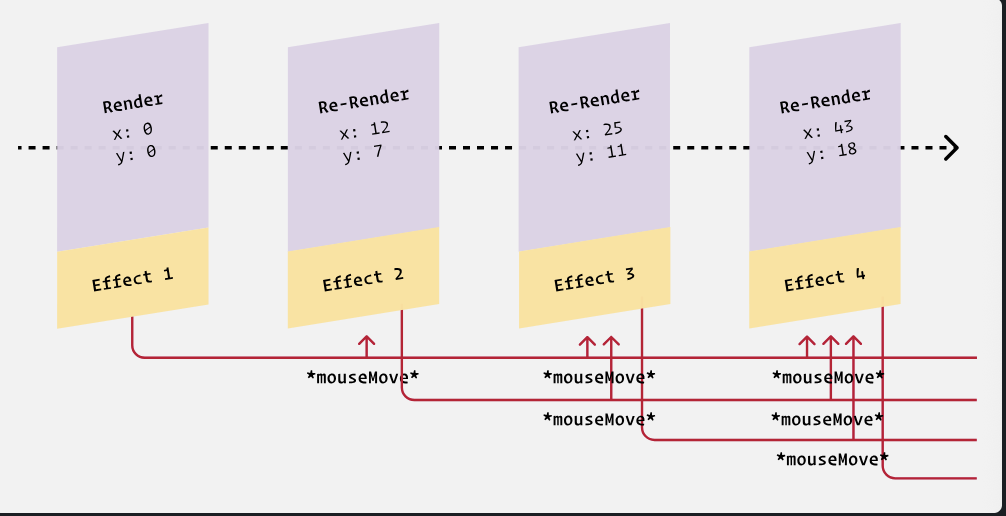 Render
x: 0
y: 0
Effect 1
Re-Render
x: 12
y: 7
Effect 2
Re-Render
x: 25
y: 11
Effect 3
Re-Render
x: 43
y: 18
Effect 4
*mouseMove*
*mouseMove*
*mouseMove*
*mouseMove*
*mouseMove*
*mouseMove*